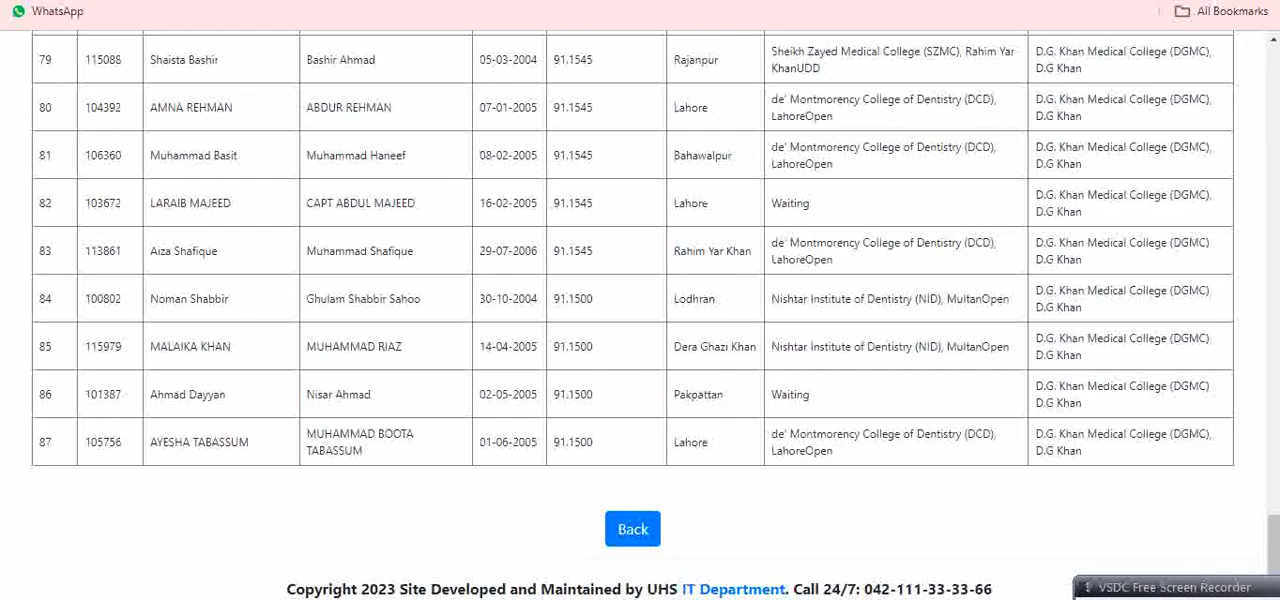 WhatsApp All Bookmarks
79 115088 Shaista Bashir Bashir Ahmad 05-03-2004 91.1545 Rajanpur Sheikh Zayed Medical College (SZMC), Rahim Yar KhanUDD D.G. Khan Medical College (DGMC), D.G Khan
80 104392 AMNA REHMAN ABDUR REHMAN 07-01-2005 91.1545 Lahore de' Montmorency College of Dentistry (DCD), LahoreOpen D.G. Khan Medical College (DGMC), D.G Khan
81 106360 Muhammad Basit Muhammad Haneef 08-02-2005 91.1545 Bahawalpur de' Montmorency College of Dentistry (DCD), LahoreOpen D.G. Khan Medical College (DGMC), D.G Khan
82 103672 LARAIB MAJEED CAPT ABDUL MAJEED 16-02-2005 91.1545 Lahore Waiting D.G. Khan Medical College (DGMC), D.G Khan
83 113861 Aiza Shafique Muhammad Shafique 29-07-2006 91.1545 Rahim Yar Khan de' Montmorency College of Dentistry (DCD), LahoreOpen D.G. Khan Medical College (DGMC) D.G Khan
84 100802 Noman Shabbir Ghulam Shabbir Sahoo 30-10-2004 91.1500 Lodhran Nishtar Institute of Dentistry (NID), MultanOpen D.G. Khan Medical College (DGMC) D.G Khan
85 115979 MALAIKA KHAN MUHAMMAD RIAZ 14-04-2005 91.1500 Dera Ghazi Khan Nishtar Institute of Dentistry (NID), MultanOpen D.G. Khan Medical College (DGMC), D.G Khan
86 101387 Ahmad Dayyan Nisar Ahmad 02-05-2005 91.1500 Pakpattan Waiting D.G. Khan Medical College (DGMC) D.G Khan
87 105756 AYESHA TABASSUM MUHAMMAD BOOTA TABASSUM 01-06-2005 91.1500 Lahore de' Montmorency College of Dentistry (DCD), LahoreOpen D.G. Khan Medical College (DGMC), D.G Khan
Back
Copyright 2023 Site Developed and Maintained by UHS IT Department. Call 24/7: 042-111-33-33-66
VSDC Free Screen Recorder